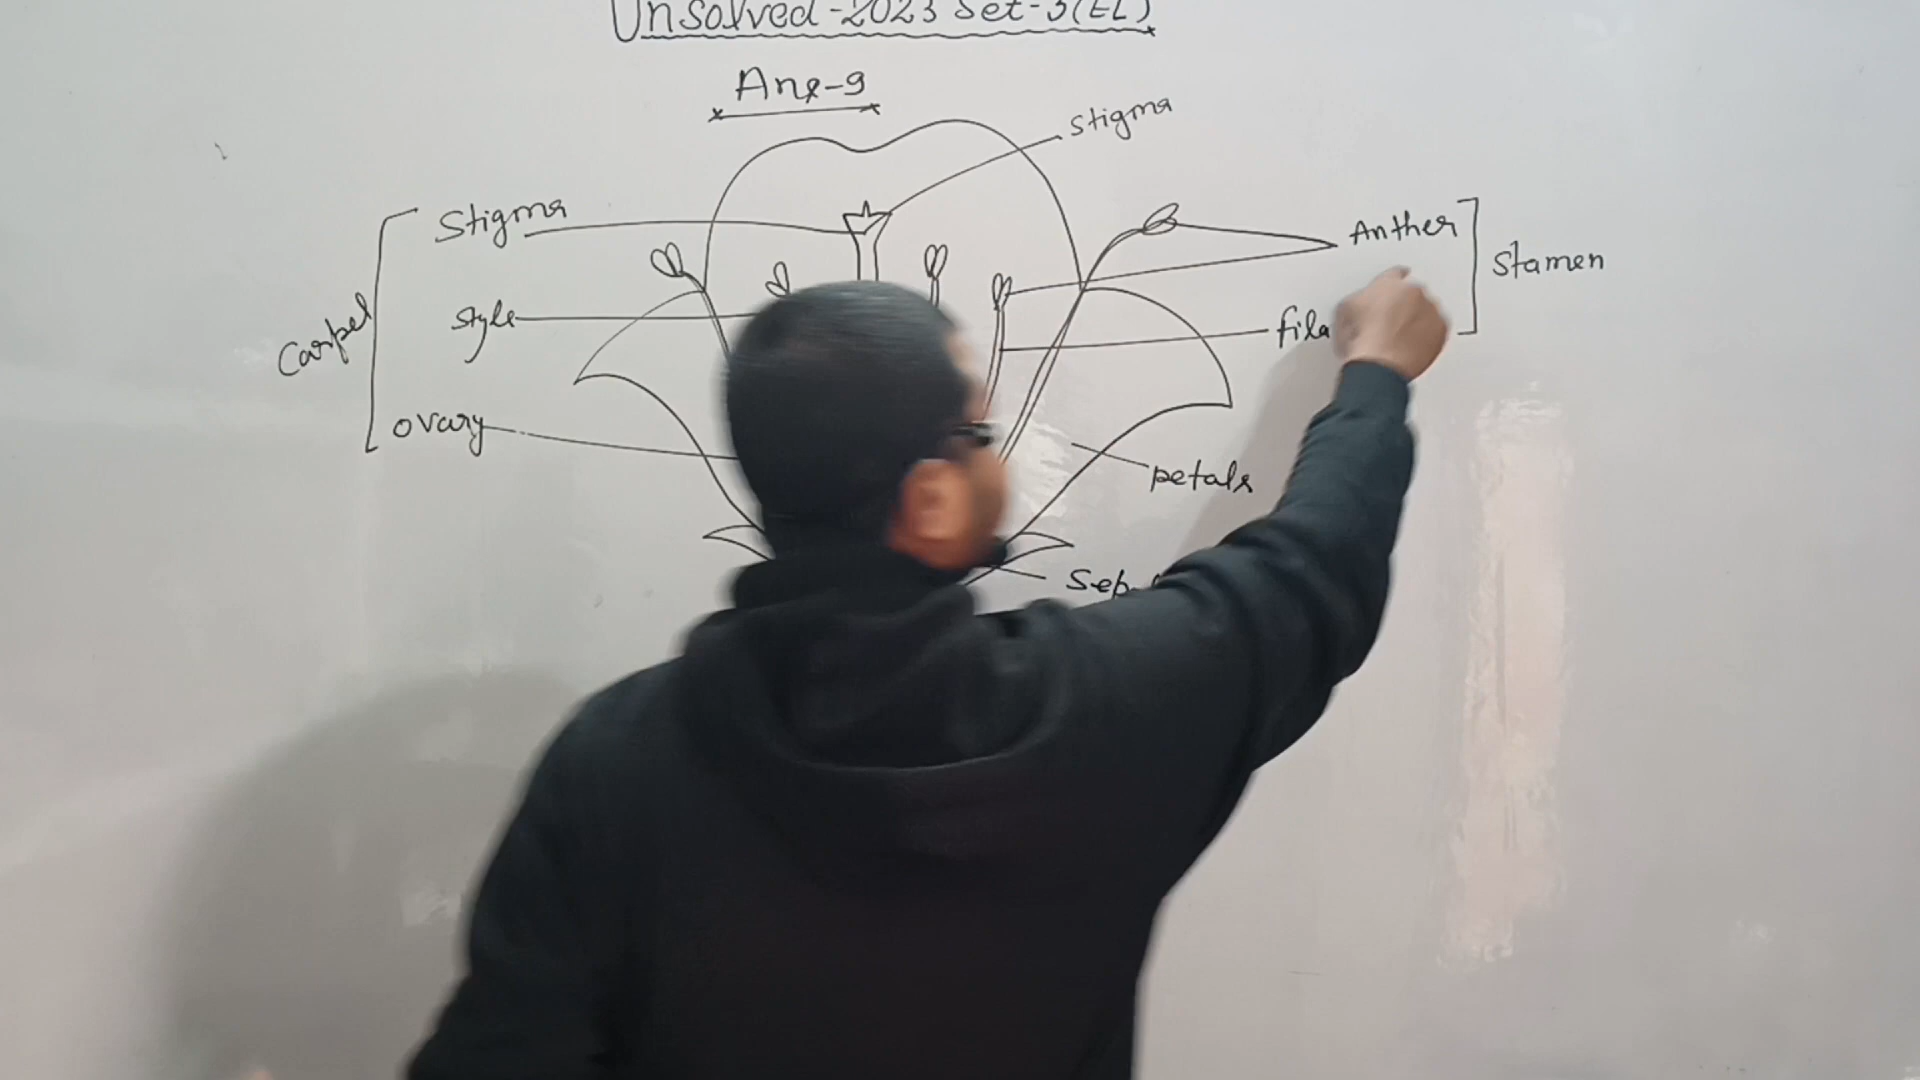 Unsolved-2023 Set-3(EL)
Ans-9
Stigma
Stigma
Anther
Stamen
Style
Carpel
fila
ovary
petals
Sep